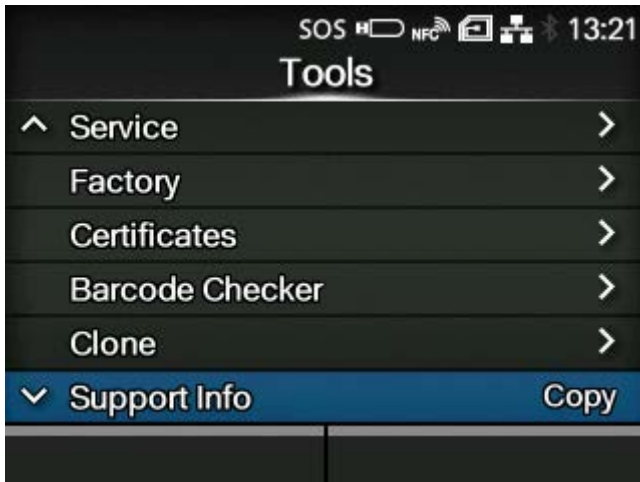 SOS NFC 13:21
Tools
Service
Factory
Certificates
Barcode Checker
Clone
Support Info Copy